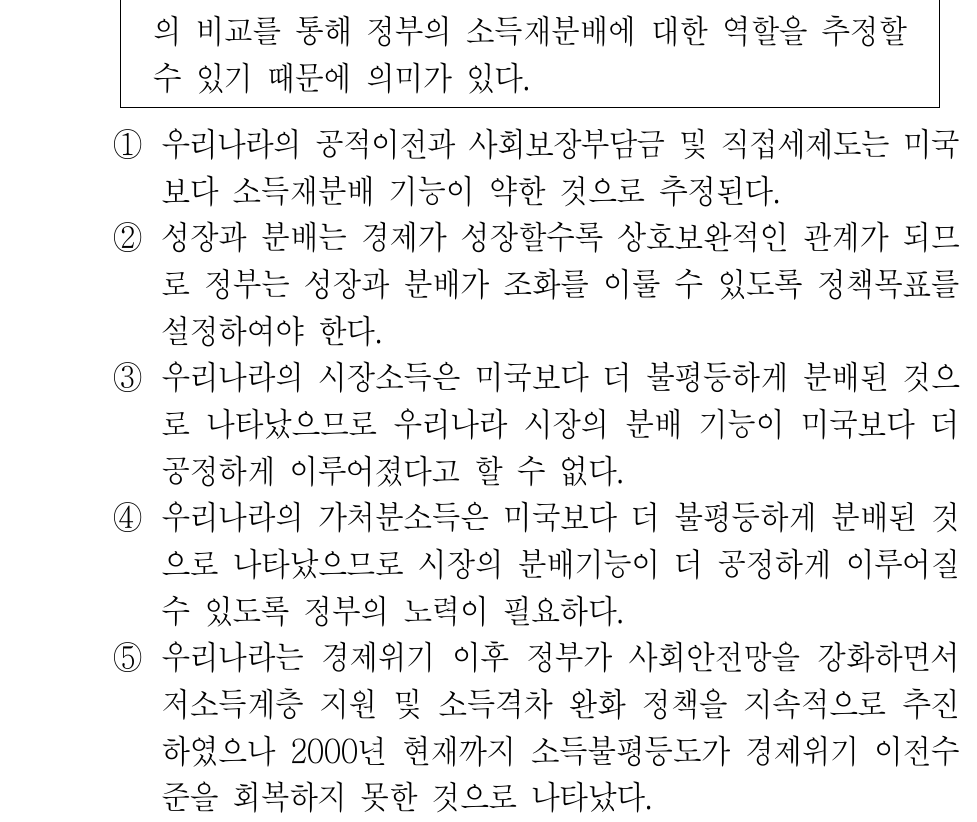 의 비교를 통해 정부의 소득재분배에 대한 역할을 추정할
수 있기 때문에 의미가 있다.
① 우리나라의 공적이전과 사회보장부담금 및 직접세제도는 미국
보다 소득재분배 기능이 약한 것으로 추정된다.
② 성장과 분배는 경제가 성장할수록 상호보완적인 관계가 되므
로 정부는 성장과 분배가 조화를 이룰 수 있도록 정책목표를
설정하여야 한다.
③ 우리나라의 시장소득은 미국보다 더 불평등하게 분배된 것으
로 나타났으므로 우리나라 시장의 분배 기능이 미국보다 더
공정하게 이루어졌다고 할 수 없다.
④ 우리나라의 가처분소득은 미국보다 더 불평등하게 분배된 것
으로 나타났으므로 시장의 분배기능이 더 공정하게 이루어질
수 있도록 정부의 노력이 필요하다.
⑤ 우리나라는 경제위기 이후 정부가 사회안전망을 강화하면서
저소득계층 지원 및 소득격차 완화 정책을 지속적으로 추진
하였으나 2000년 현재까지 소득불평등도가 경제위기 이전수
준을 회복하지 못한 것으로 나타났다.